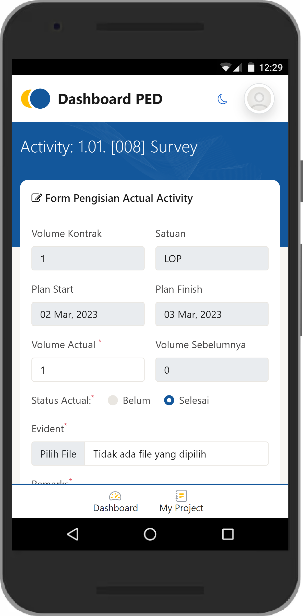 12:29
Dashboard PED
Activity: 1.01. [008] Survey
Form Pengisian Actual Activity
Volume Kontrak
Satuan
1
LOP
Plan Start
Plan Finish
02 Mar, 2023
03 Mar, 2023
Volume Actual *
Volume Sebelumnya
1
0
Status Actual:* Belum Selesai
Evident*
Pilih File Tidak ada file yang dipilih
Dashboard
My Project